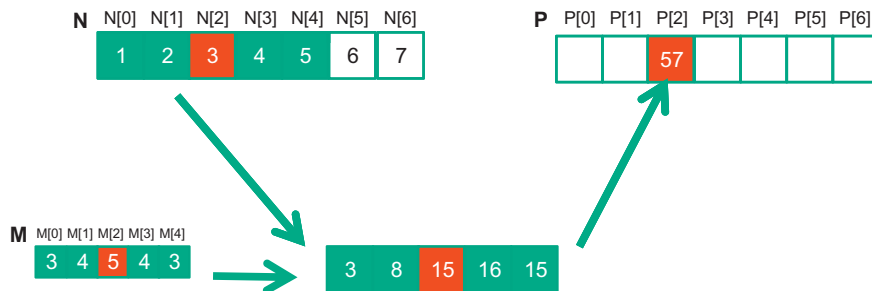 N N[0] N[1] N[2] N[3] N[4] N[5] N[6]
1 2 3 4 5 6 7
P P[0] P[1] P[2] P[3] P[4] P[5] P[6]
57
M M[0] M[1] M[2] M[3] M[4]
3 4 5 4 3
3 8 15 16 15